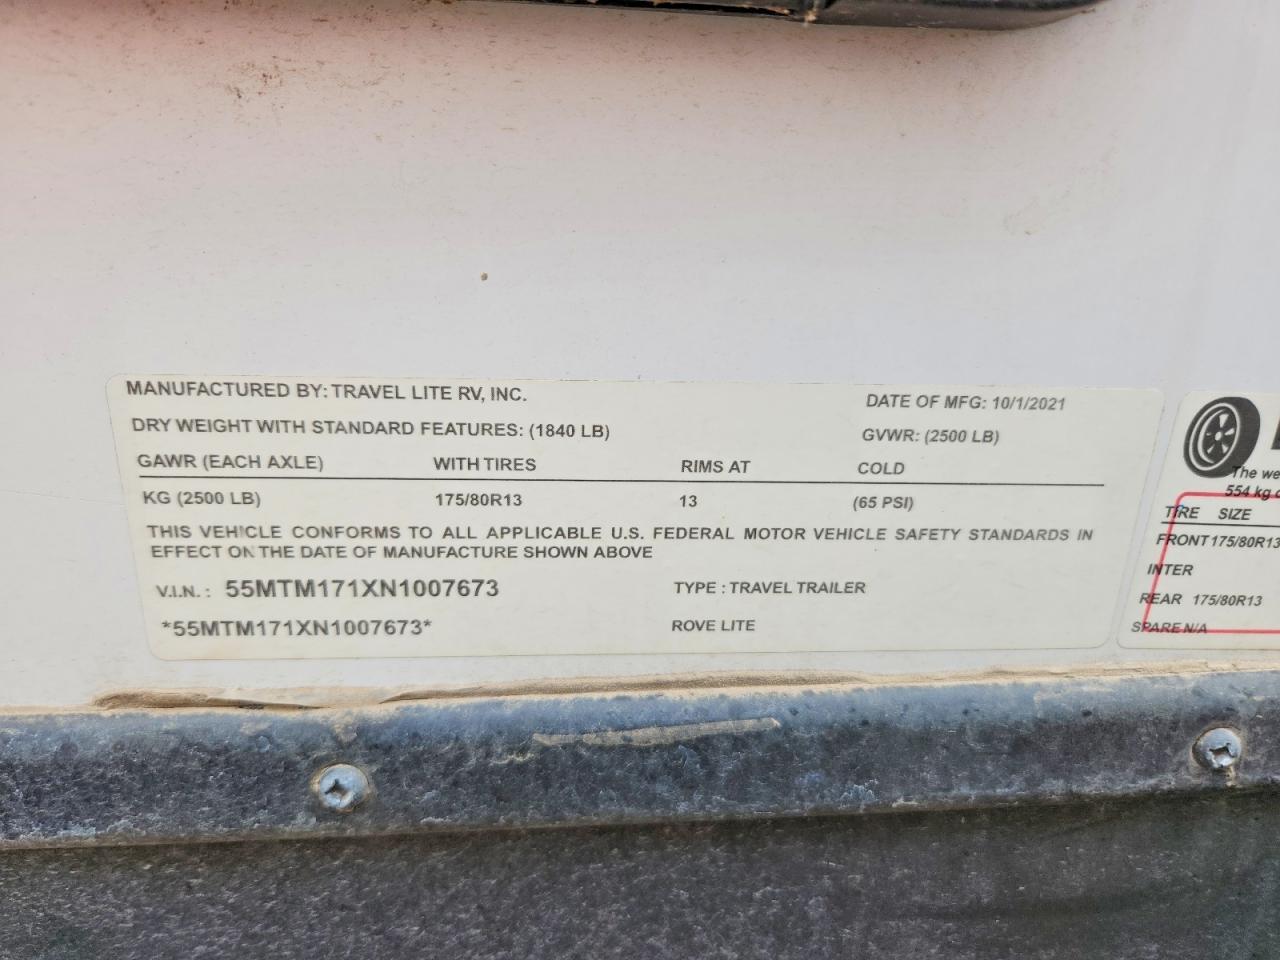 MANUFACTURED BY: TRAVEL LITE RV, INC. DATE OF MFG: 10/1/2021
DRY WEIGHT WITH STANDARD FEATURES: (1840 LB) GVWR: (2500 LB)
GAWR (EACH AXLE) WITH TIRES RIMS AT COLD
KG (2500 LB) 175/80R13 13 (65 PSI)
THIS VEHICLE CONFORMS TO ALL APPLICABLE U.S. FEDERAL MOTOR VEHICLE SAFETY STANDARDS IN
EFFECT ON THE DATE OF MANUFACTURE SHOWN ABOVE
V.I.N. : 55MTM171XN1007673 TYPE : TRAVEL TRAILER
*55MTM171XN1007673* ROVE LITE
The we
554 kg
TIRE SIZE
FRONT 175/80R13
INTER
REAR 175/80R13
SPARE N/A